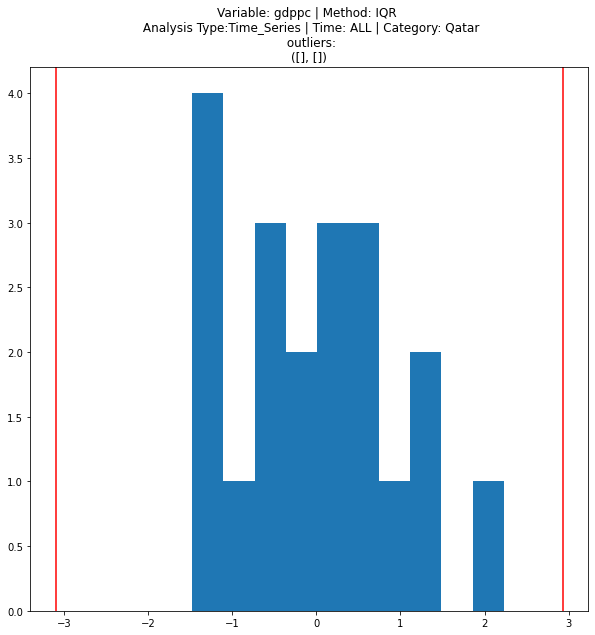 Variable: gdppc | Method: IQR
Analysis Type:Time_Series | Time: ALL | Category: Qatar
outliers:
([], [])
4.0
3.5
3.0
2.5
2.0
1.5
1.0
0.5
0.0
−3 −2 −1 0 1 2 3